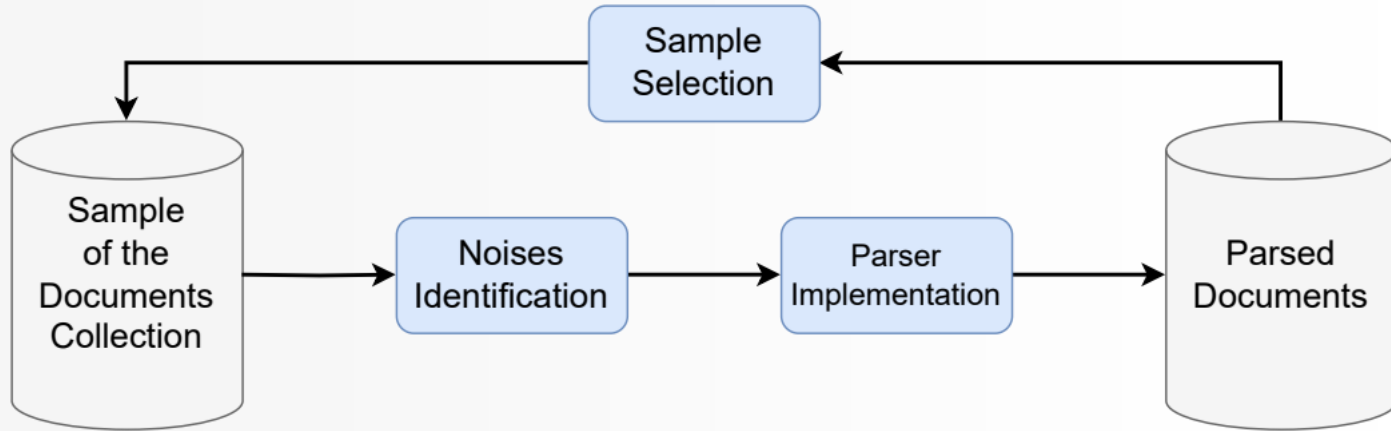 Sample
Selection
Sample
of the
Documents
Collection
Noises
Identification
Parser
Implementation
Parsed
Documents